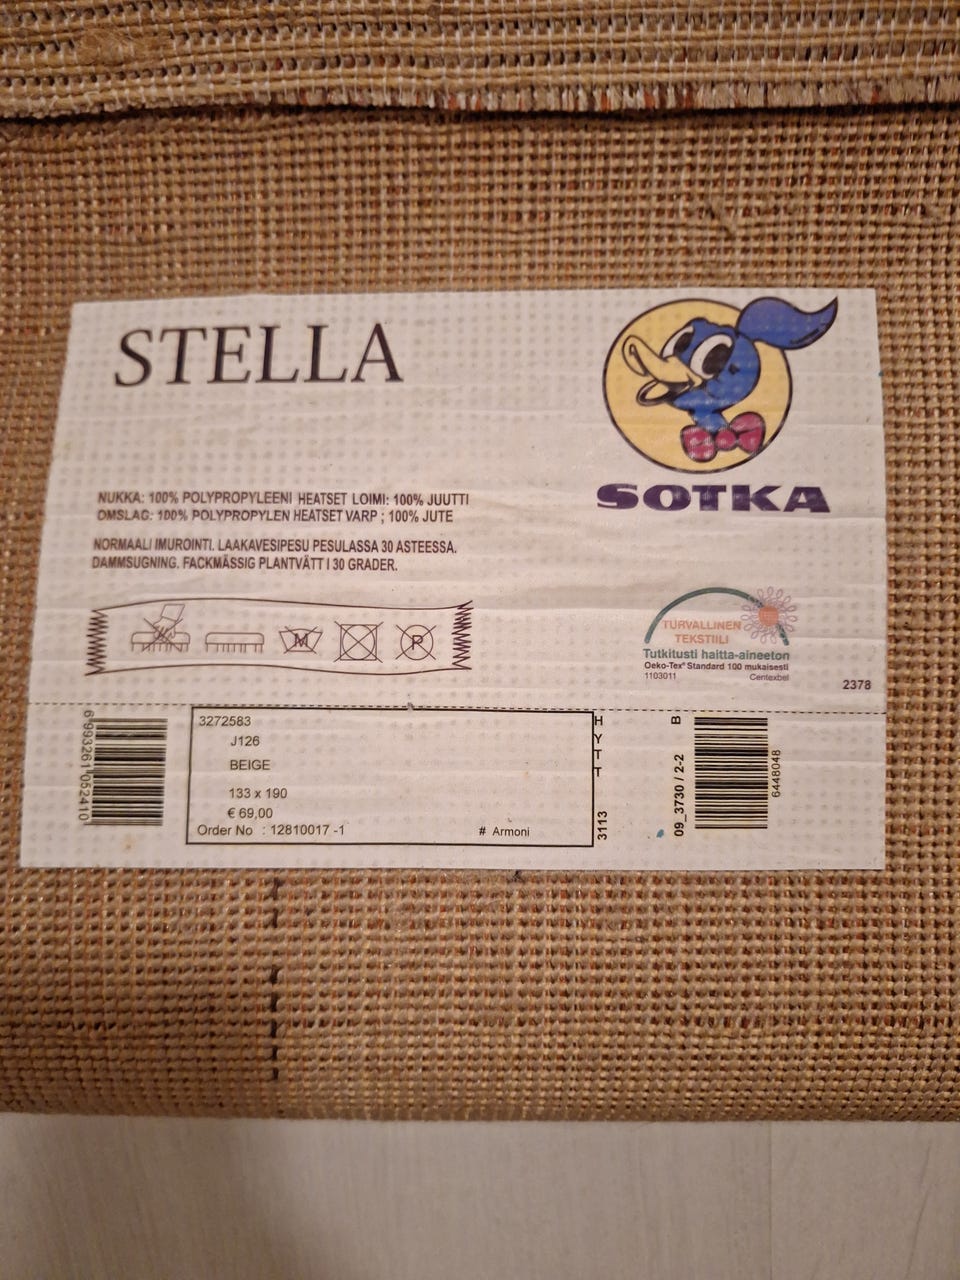 STELLA
SOTKA
NUKKA: 100% POLYPROPYLEENI HEATSET LOIMI: 100% JUUTTI
OMSLAG: 100% POLYPROPYLEN HEATSET VARP ; 100% JUTE
NORMAALI IMUROINTI. LAAKAVESIPESU PESULASSA 30 ASTEESSA.
DAMMSUGNING. FACKMÄSSIG PLANTVÄTT I 30 GRADER.
M
P
TURVALLINEN
TEKSTIILI
Tutkitusti haitta-aineeton
Oeko-Tex® Standard 100 mukaisesti
1103011 Centexbel
2378
6 993261 052410
3272583
J126
BEIGE
133 x 190
€ 69,00
Order No : 12810017 -1 # Armoni
HYTT 3113
09_3730 / 2-2 B
6448048